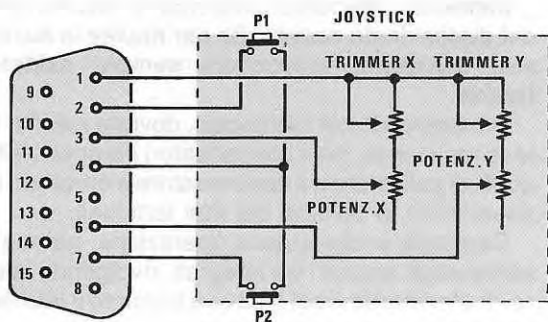 P1
JOYSTICK
TRIMMER X TRIMMER Y
1
9
2
10
3
11
4
12
5
13
6
14
7
15
8
POTENZ.Y
POTENZ.X
P2